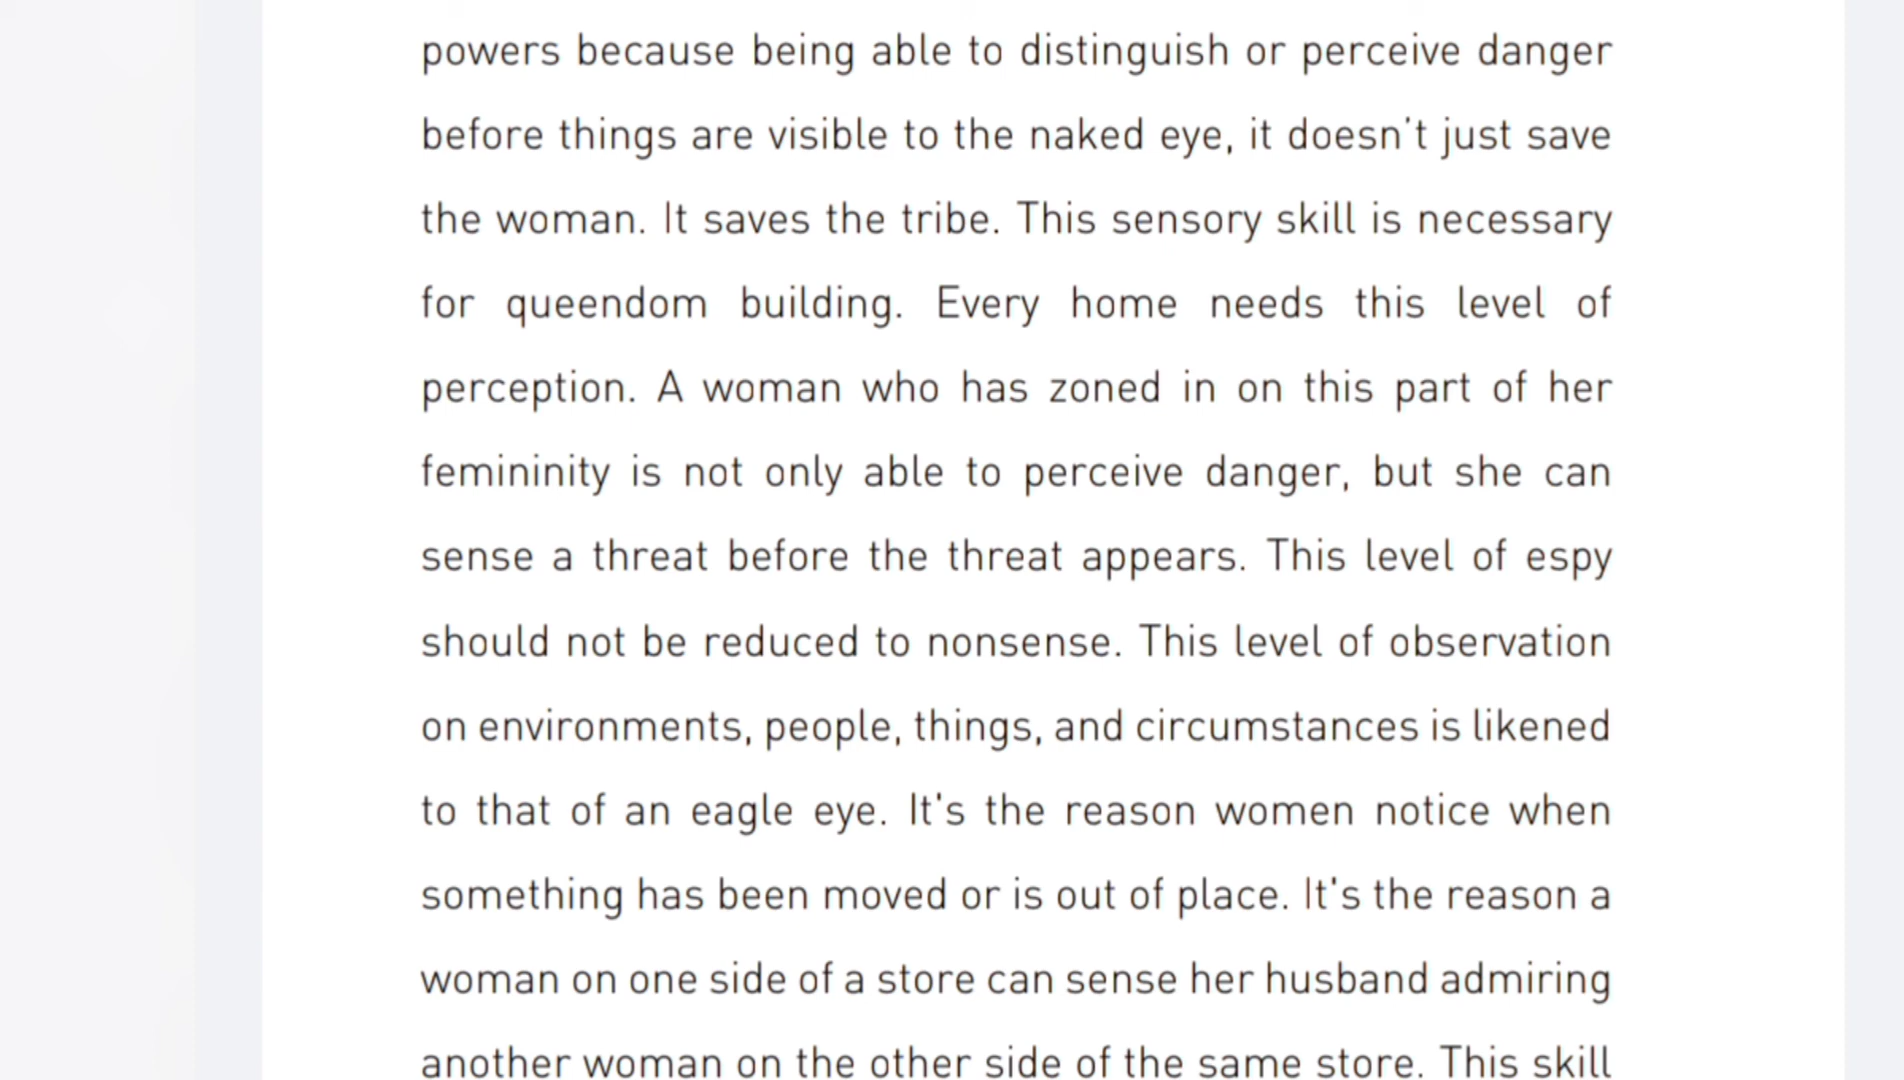 powers because being able to distinguish or perceive danger
before things are visible to the naked eye, it doesn't just save
the woman. It saves the tribe. This sensory skill is necessary
for queendom building. Every home needs this level of
perception. A woman who has zoned in on this part of her
femininity is not only able to perceive danger, but she can
sense a threat before the threat appears. This level of espy
should not be reduced to nonsense. This level of observation
on environments, people, things, and circumstances is likened
to that of an eagle eye. It's the reason women notice when
something has been moved or is out of place. It's the reason a
woman on one side of a store can sense her husband admiring
another woman on the other side of the same store. This skill